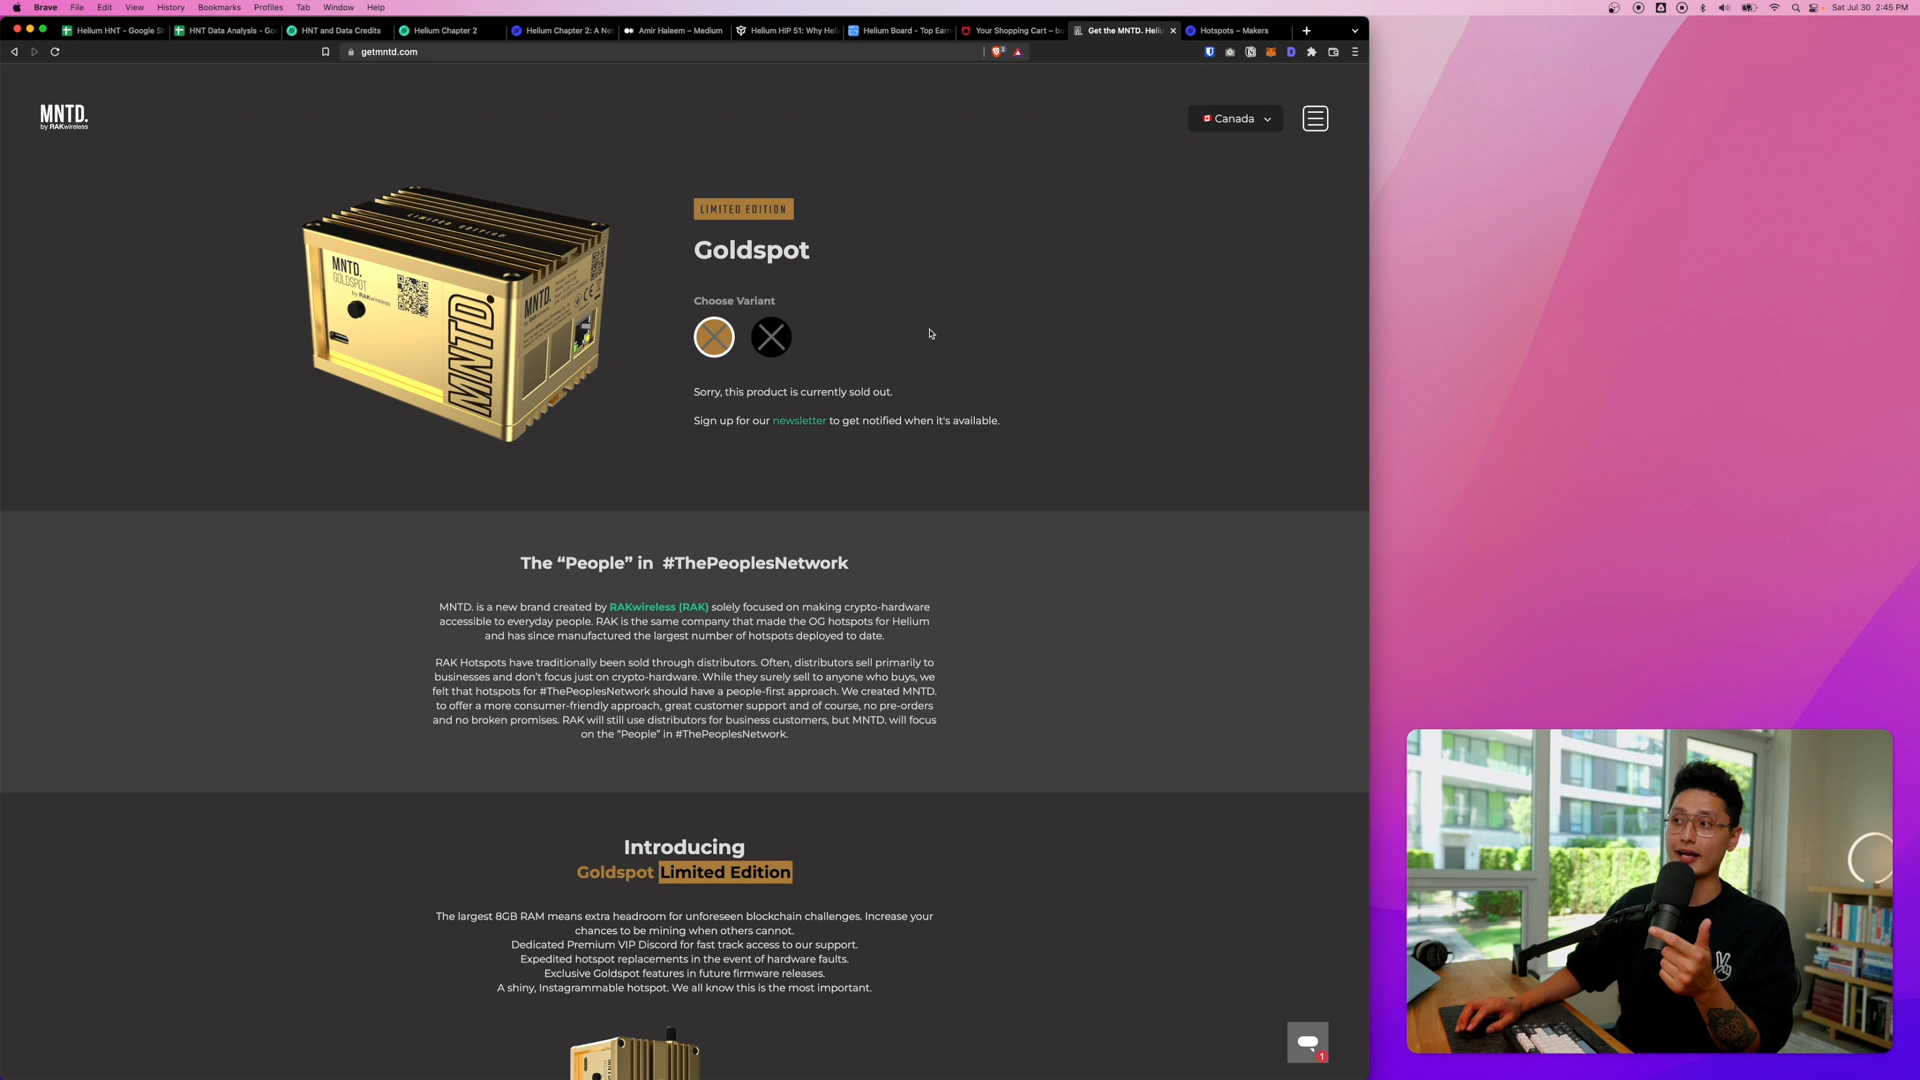 Brave File Edit View History Bookmarks Profiles Tab Window Help
Sat Jul 30 2:45 PM
Helium HNT - Google S
HNT Data Analysis - Goo
HNT and Data Credits
Helium Chapter 2
Helium Chapter 2: A Ne
Amir Haleem – Medium
Helium HIP 51: Why Hel
Helium Board - Top Earn
Your Shopping Cart – bo
Get the MNTD. Heliu
Hotspots – Makers
getmntd.com
MNTD.
by RAKwireless
Canada
LIMITED EDITION
MNTD.
GOLDSPOT
by RAKwireless
MNTD.
MNTD.
LIMITED EDITION
Goldspot
Choose Variant
Sorry, this product is currently sold out.
Sign up for our newsletter to get notified when it's available.
The “People” in #ThePeoplesNetwork
MNTD. is a new brand created by RAKwireless (RAK) solely focused on making crypto-hardware
accessible to everyday people. RAK is the same company that made the OG hotspots for Helium
and has since manufactured the largest number of hotspots deployed to date.
RAK Hotspots have traditionally been sold through distributors. Often, distributors sell primarily to
businesses and don’t focus just on crypto-hardware. While they surely sell to anyone who buys, we
felt that hotspots for #ThePeoplesNetwork should have a people-first approach. We created MNTD.
to offer a more consumer-friendly approach, great customer support and of course, no pre-orders
and no broken promises. RAK will still use distributors for business customers, but MNTD. will focus
on the “People” in #ThePeoplesNetwork.
Introducing
Goldspot Limited Edition
The largest 8GB RAM means extra headroom for unforeseen blockchain challenges. Increase your
chances to be mining when others cannot.
Dedicated Premium VIP Discord for fast track access to our support.
Expedited hotspot replacements in the event of hardware faults.
Exclusive Goldspot features in future firmware releases.
A shiny, Instagrammable hotspot. We all know this is the most important.
1